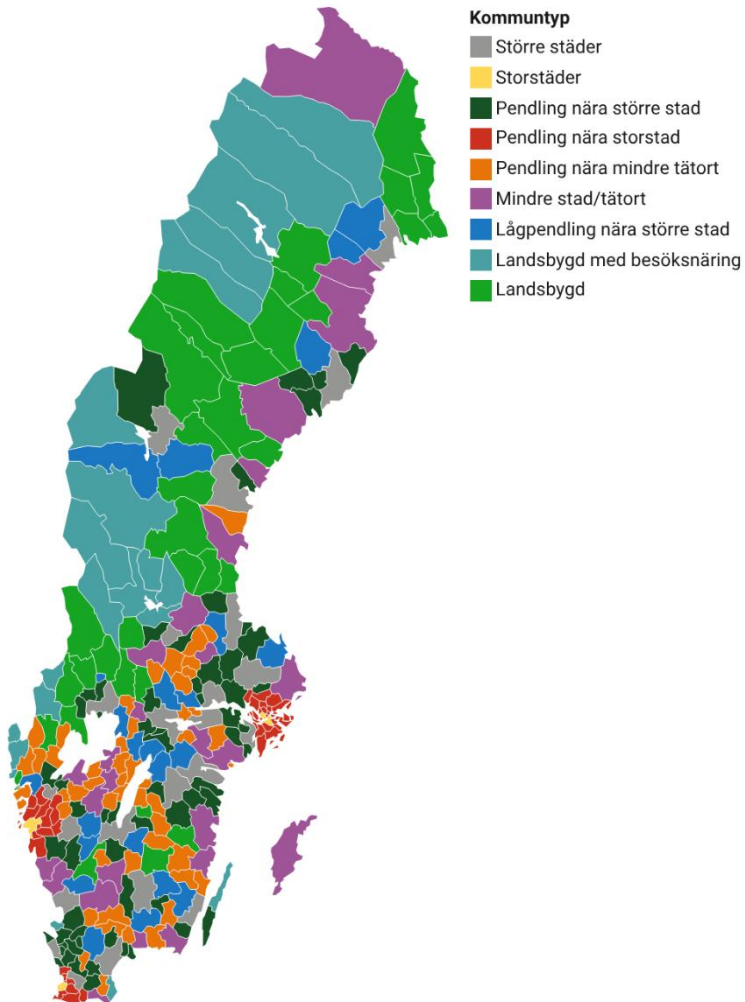 Kommuntyp
Större städer
Storstäder
Pendling nära större stad
Pendling nära storstad
Pendling nära mindre tätort
Mindre stad/tätort
Lågpendling nära större stad
Landsbygd med besöksnäring
Landsbygd